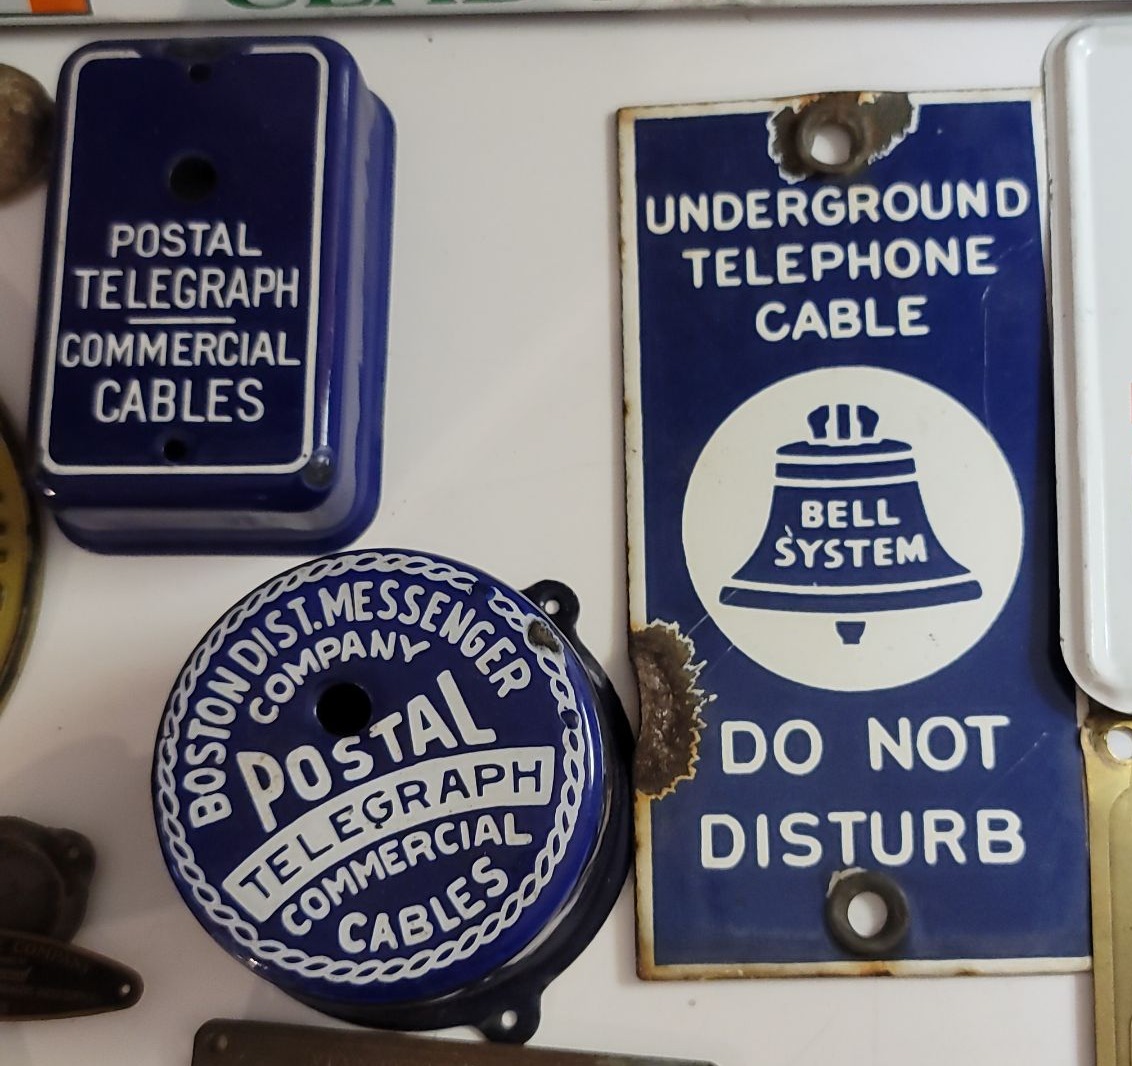 POSTAL
TELEGRAPH
COMMERCIAL
CABLES
BOSTON DIST. MESSENGER
COMPANY
POSTAL
TELEGRAPH
COMMERCIAL
CABLES
UNDERGROUND
TELEPHONE
CABLE
BELL
SYSTEM
DO NOT
DISTURB